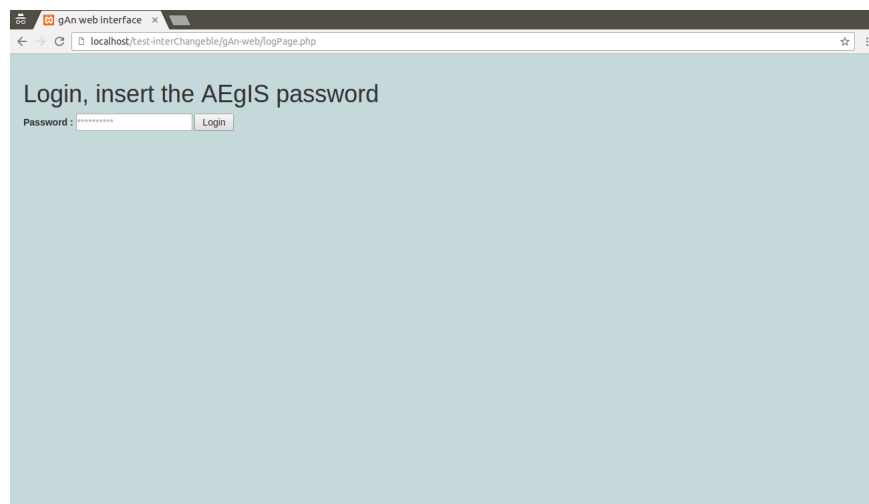 gAn web interface
localhost/test-interChangeble/gAn-web/logPage.php
Login, insert the AEgIS password
Password : ********** Login